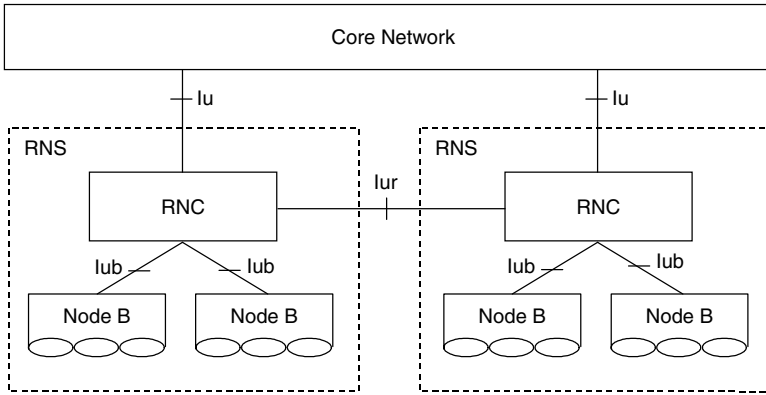 Core Network
Iu
Iu
RNS
RNS
Iur
RNC
RNC
Iub
Iub
Iub
Iub
Node B
Node B
Node B
Node B